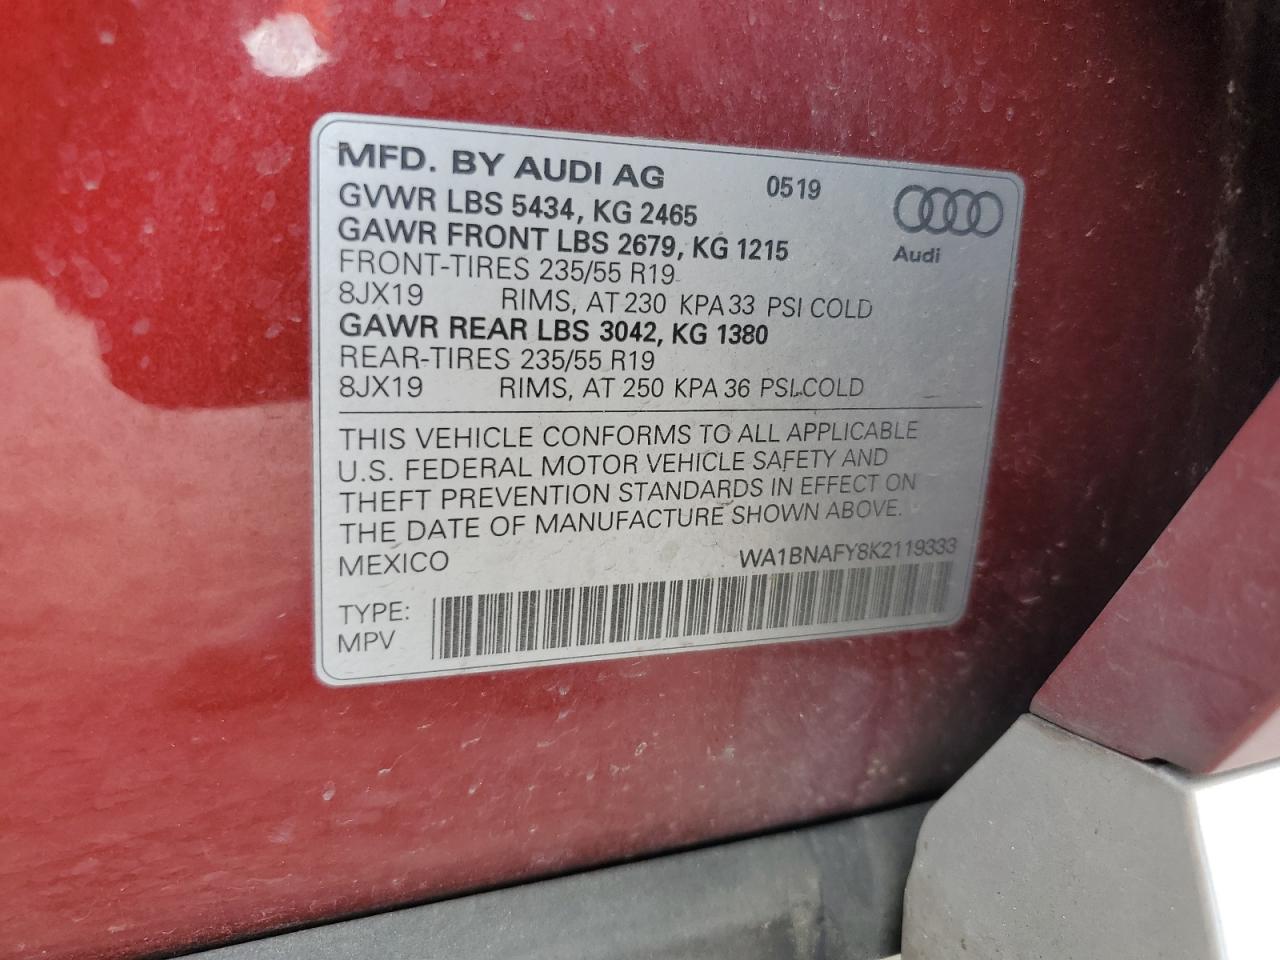 MFD. BY AUDI AG 0519
GVWR LBS 5434, KG 2465
GAWR FRONT LBS 2679, KG 1215
Audi
FRONT-TIRES 235/55 R19
8JX19 RIMS, AT 230 KPA 33 PSI COLD
GAWR REAR LBS 3042, KG 1380
REAR-TIRES 235/55 R19
8JX19 RIMS, AT 250 KPA 36 PSI COLD
THIS VEHICLE CONFORMS TO ALL APPLICABLE
U.S. FEDERAL MOTOR VEHICLE SAFETY AND
THEFT PREVENTION STANDARDS IN EFFECT ON
THE DATE OF MANUFACTURE SHOWN ABOVE.
MEXICO WA1BNAFY8K2119333
TYPE:
MPV